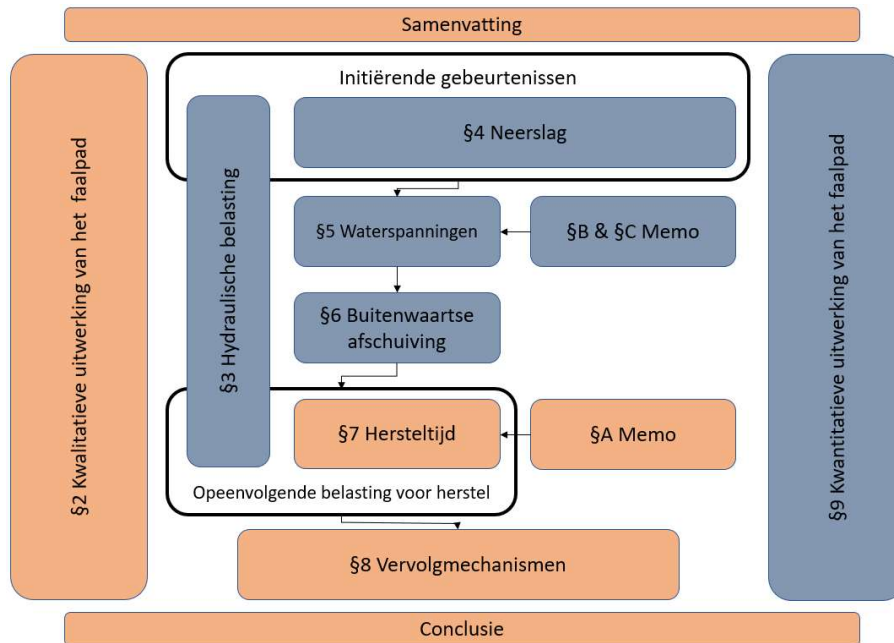 Samenvatting
§2 Kwalitatieve uitwerking van het faalpad
Initiërende gebeurtenissen
§3 Hydraulische belasting
§4 Neerslag
§5 Waterspanningen
§B & §C Memo
§6 Buitenwaartse
afschuiving
§7 Hersteltijd
§A Memo
Opeenvolgende belasting voor herstel
§8 Vervolgmechanismen
§9 Kwantitatieve uitwerking van het faalpad
Conclusie